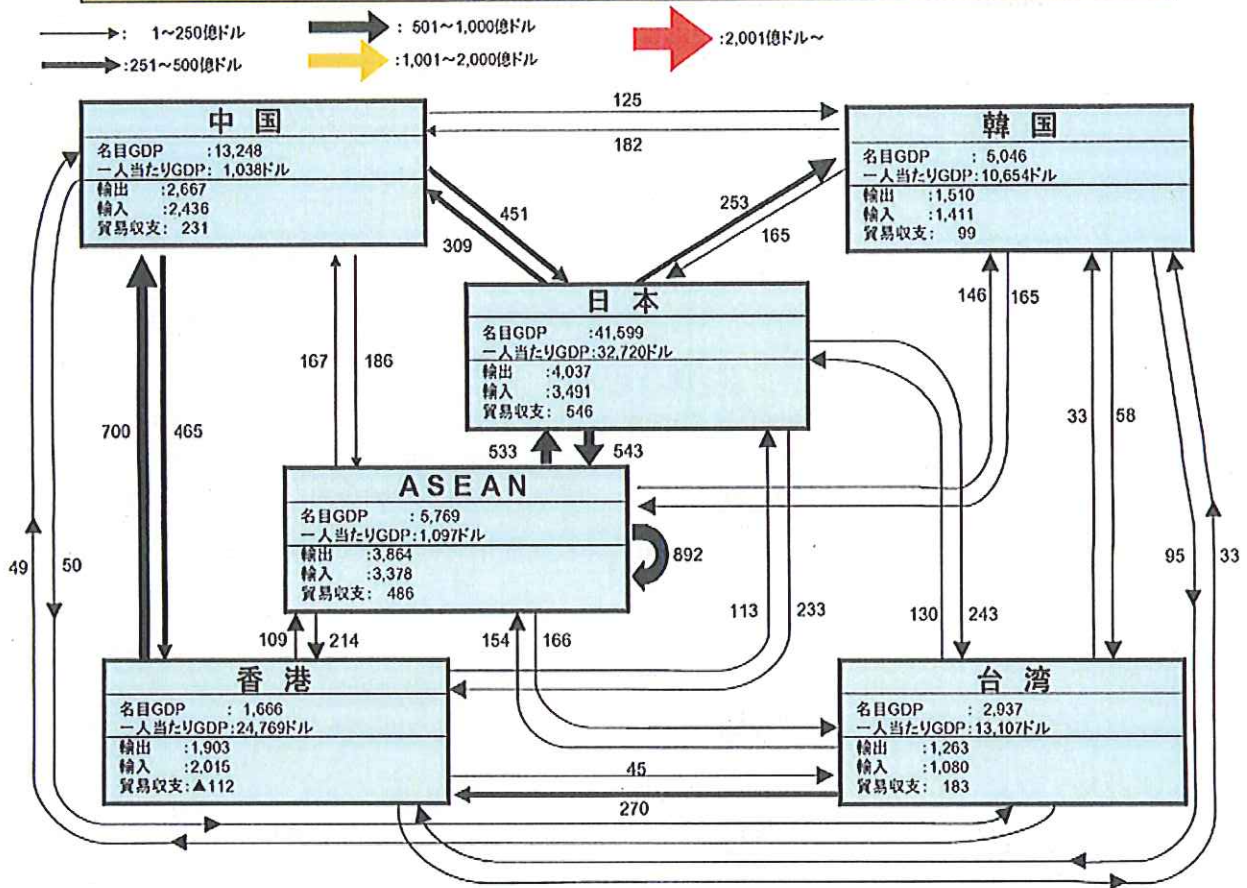 : 1～250億ドル
: 501～1,000億ドル
:2,001億ドル～
:251～500億ドル
:1,001～2,000億ドル
125
182
中国
名目GDP :13,248
一人当たりGDP: 1,038ドル
輸出 :2,667
輸入 :2,436
貿易収支: 231
韓国
名目GDP : 5,046
一人当たりGDP:10,654ドル
輸出 :1,510
輸入 :1,411
貿易収支: 99
451
309
253
165
日本
名目GDP :41,599
一人当たりGDP:32,720ドル
輸出 :4,037
輸入 :3,491
貿易収支: 546
146
165
167
186
700
465
33
58
533
543
ASEAN
名目GDP : 5,769
一人当たりGDP:1,097ドル
輸出 :3,864
輸入 :3,378
貿易収支: 486
892
49
50
95
33
109
214
154
166
113
233
130
243
香港
名目GDP : 1,666
一人当たりGDP:24,769ドル
輸出 :1,903
輸入 :2,015
貿易収支:▲112
台湾
名目GDP : 2,937
一人当たりGDP:13,107ドル
輸出 :1,263
輸入 :1,080
貿易収支: 183
45
270